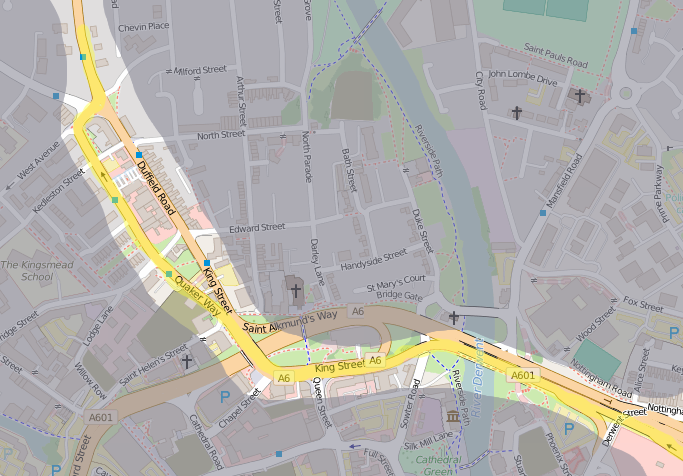 Chevin Place
Milford Street
Arthur Street
North Street
West Avenue
Kedleston Street
Duffield Road
North Parade
Bath Street
Riverside Path
City Road
Saint Pauls Road
John Lombe Drive
Mansfield Road
Prime Parkway
Edward Street
Duke Street
Darley Lane
Handyside Street
The Kingsmead
School
King Street
Quaker Way
St Mary's Court
Bridge Gate
Saint Alkmund's Way
A6
Fox Street
Wood Street
Lodge Lane
Willow Row
Saint Helen's Street
King Street
A6
A6
A601
River Derwent
Nottingham Road
Alice Street
A601
Chapel Street
Queen Street
Sowter Road
Riverside Path
Cathedral Road
Full Street
Silk Mill Lane
Cathedral
Green
Phoenix Street
Derwent Street
P
P
P
P
P